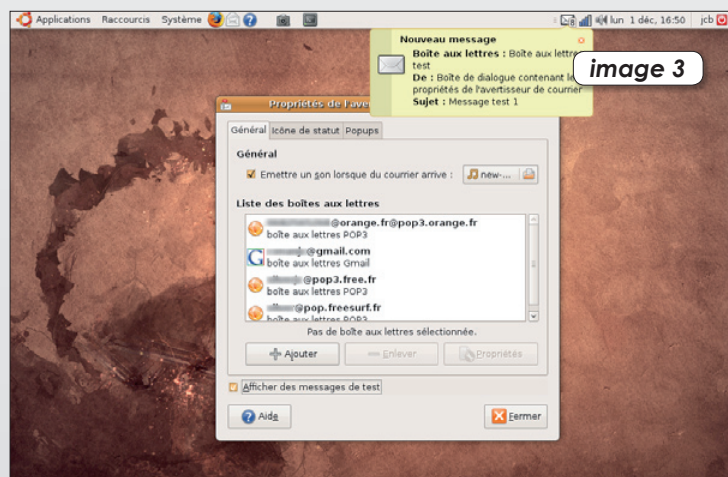 Applications Raccourcis Système lun 1 déc, 16:50 jcb
Nouveau message
Boîte aux lettres : Boîte aux lettre
test
image 3
De : Boîte de dialogue contenant le
propriétés de l'avertisseur de courrier
Sujet : Message test 1
Propriétés de l'ave
Général Icône de statut Popups
Général
Emettre un son lorsque du courrier arrive : new-...
Liste des boîtes aux lettres
@orange.fr@pop3.orange.fr
boîte aux lettres POP3
@gmail.com
boîte aux lettres Gmail
@pop3.free.fr
boîte aux lettres POP3
@pop.freesurf.fr
boîte aux lettres POP3
Pas de boîte aux lettres sélectionnée.
Ajouter Enlever Propriétés
Afficher des messages de test
Aide Fermer